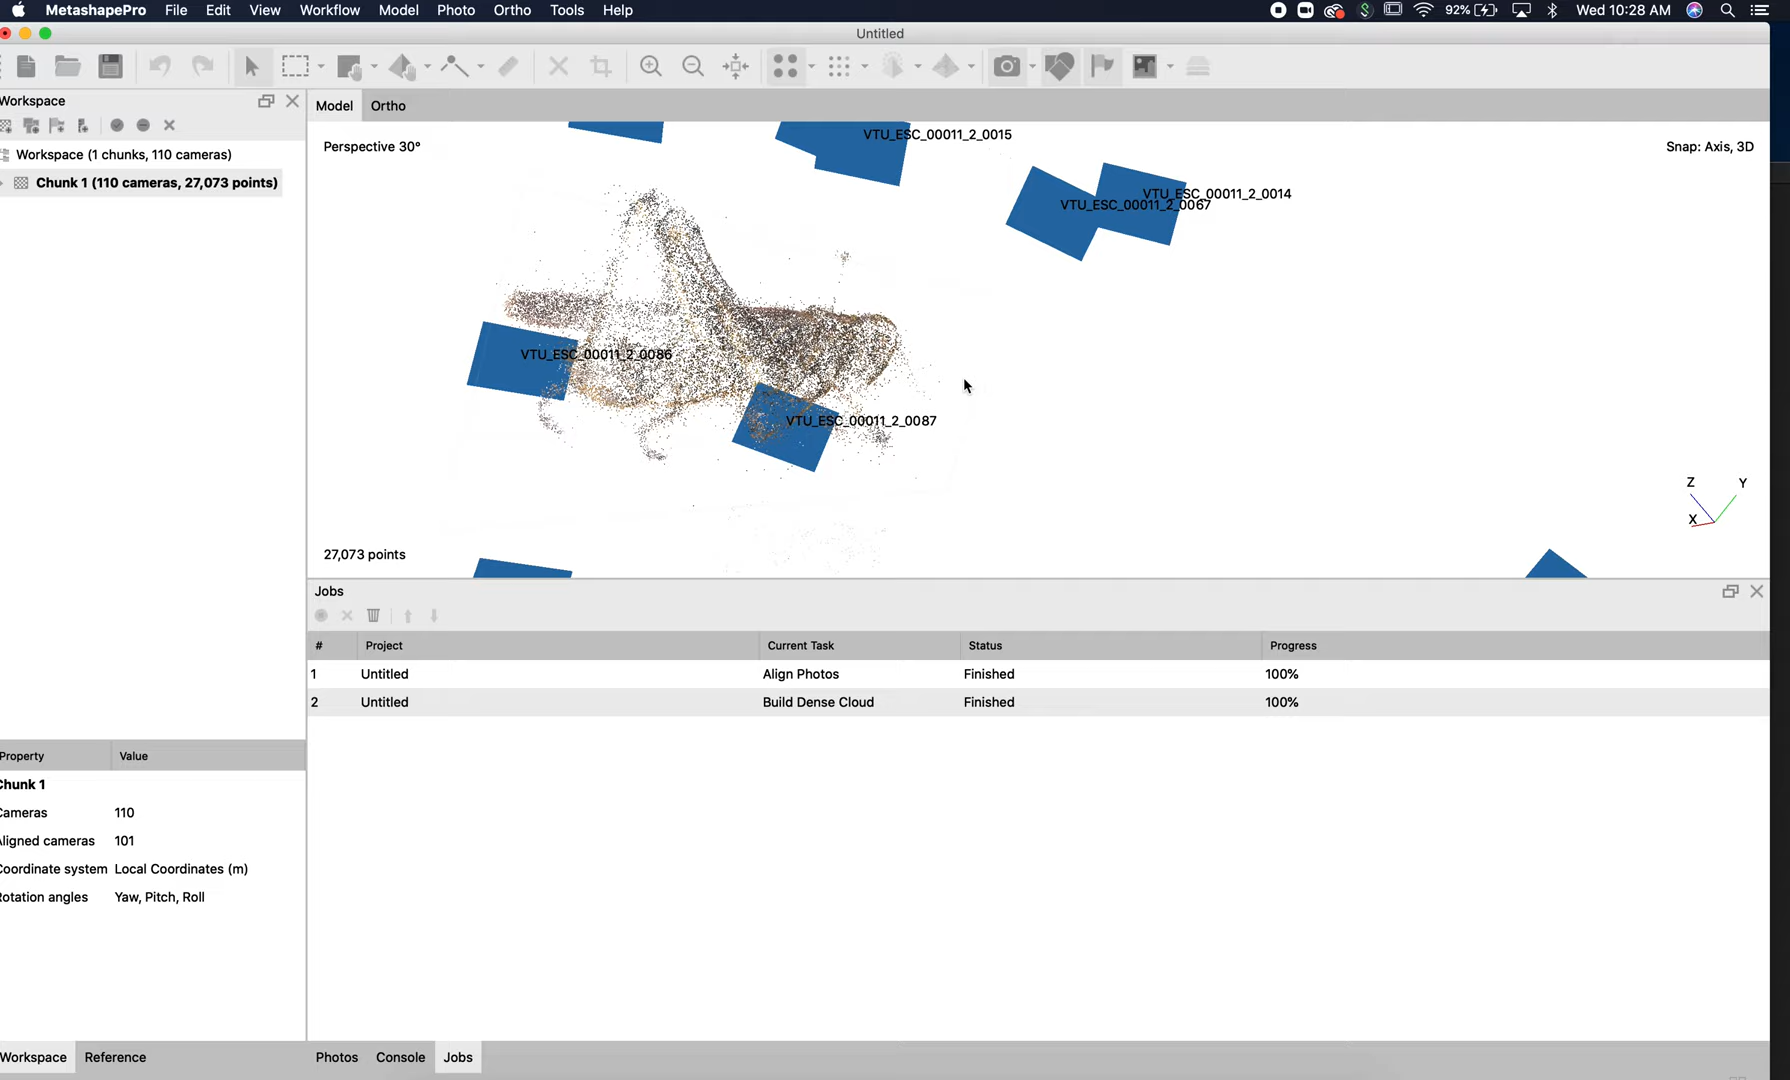 MetashapePro File Edit View Workflow Model Photo Ortho Tools Help 92% Wed 10:28 AM
Untitled
Workspace
Model Ortho
Perspective 30°
Snap: Axis, 3D
Workspace (1 chunks, 110 cameras)
Chunk 1 (110 cameras, 27,073 points)
VTU_ESC_00011_2_0015
VTU_ESC_00011_2_0014
VTU_ESC_00011_2_0067
VTU_ESC_00011_2_0086
VTU_ESC_00011_2_0087
Z Y
X
27,073 points
Jobs
# Project Current Task Status Progress
1 Untitled Align Photos Finished 100%
2 Untitled Build Dense Cloud Finished 100%
Property Value
Chunk 1
Cameras 110
Aligned cameras 101
Coordinate system Local Coordinates (m)
Rotation angles Yaw, Pitch, Roll
Workspace Reference
Photos Console Jobs